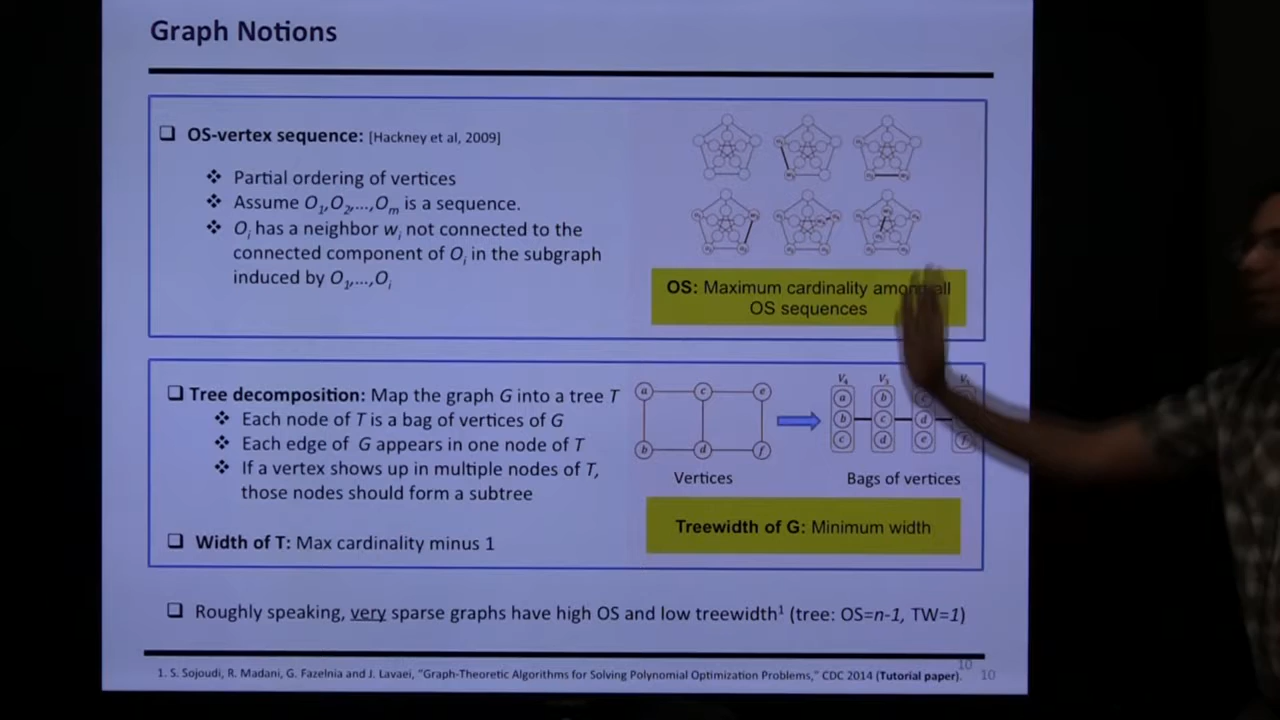 Graph Notions
❑ OS-vertex sequence: [Hackney et al, 2009]
❖ Partial ordering of vertices
❖ Assume O1,O2,...,Om is a sequence.
❖ Oi has a neighbor wi not connected to the
connected component of Oi in the subgraph
induced by O1,...,Oi
OS: Maximum cardinality among all
OS sequences
❑ Tree decomposition: Map the graph G into a tree T
❖ Each node of T is a bag of vertices of G
❖ Each edge of G appears in one node of T
❖ If a vertex shows up in multiple nodes of T,
those nodes should form a subtree
❑ Width of T: Max cardinality minus 1
a c e
b d f
Vertices
V4 V3
a b c
b c d
c d e f
Bags of vertices
Treewidth of G: Minimum width
❑ Roughly speaking, very sparse graphs have high OS and low treewidth1 (tree: OS=n-1, TW=1)
1. S. Sojoudi, R. Madani, G. Fazelnia and J. Lavaei, "Graph-Theoretic Algorithms for Solving Polynomial Optimization Problems," CDC 2014 (Tutorial paper).
10
10